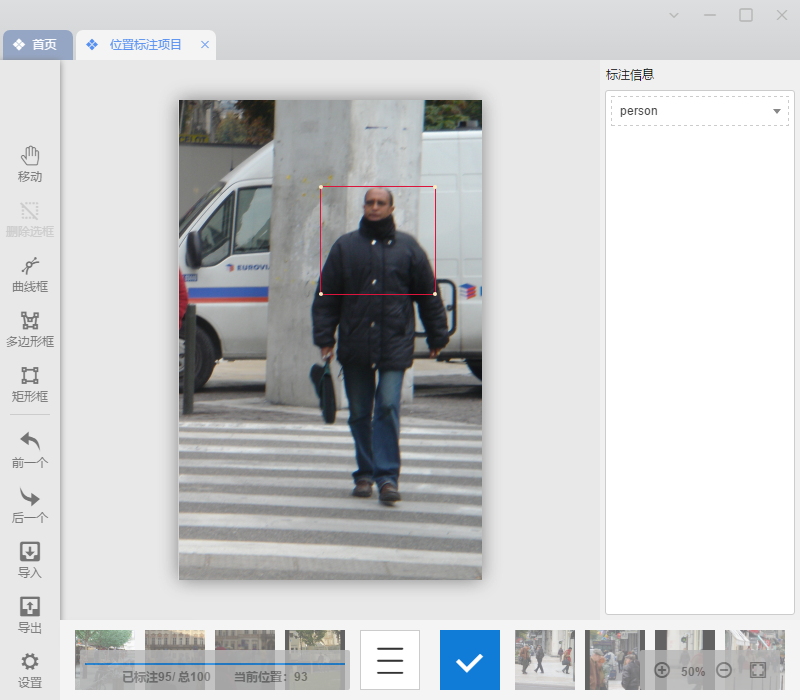 首页
位置标注项目
标注信息
person
移动
删除选框
曲线框
多边形框
矩形框
前一个
后一个
导入
导出
设置
EUROVIA
已标注95/ 总100
当前位置：93
50%